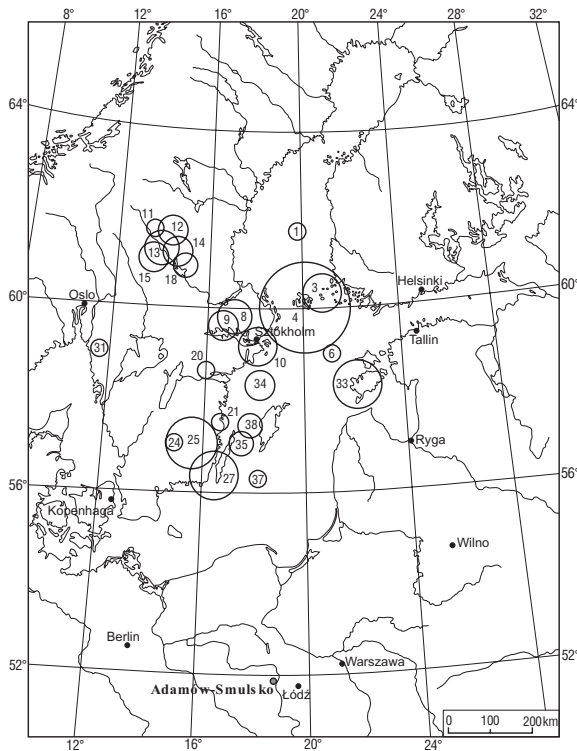 8° 12° 16° 20° 24° 28° 32°
64° 64°
11
12
1
14
13
15 18
3
Helsinki
60° Oslo 60°
9 8 4
Sztokholm
Tallin
31
10
6
20
34 33
21
38
24 25 35
Ryga
27 37
56° 56°
Kopenhaga
Wilno
Berlin
52° Warszawa 52°
Adamów-Smulsko
Łódź
0 100 200km
12° 16° 20° 24°